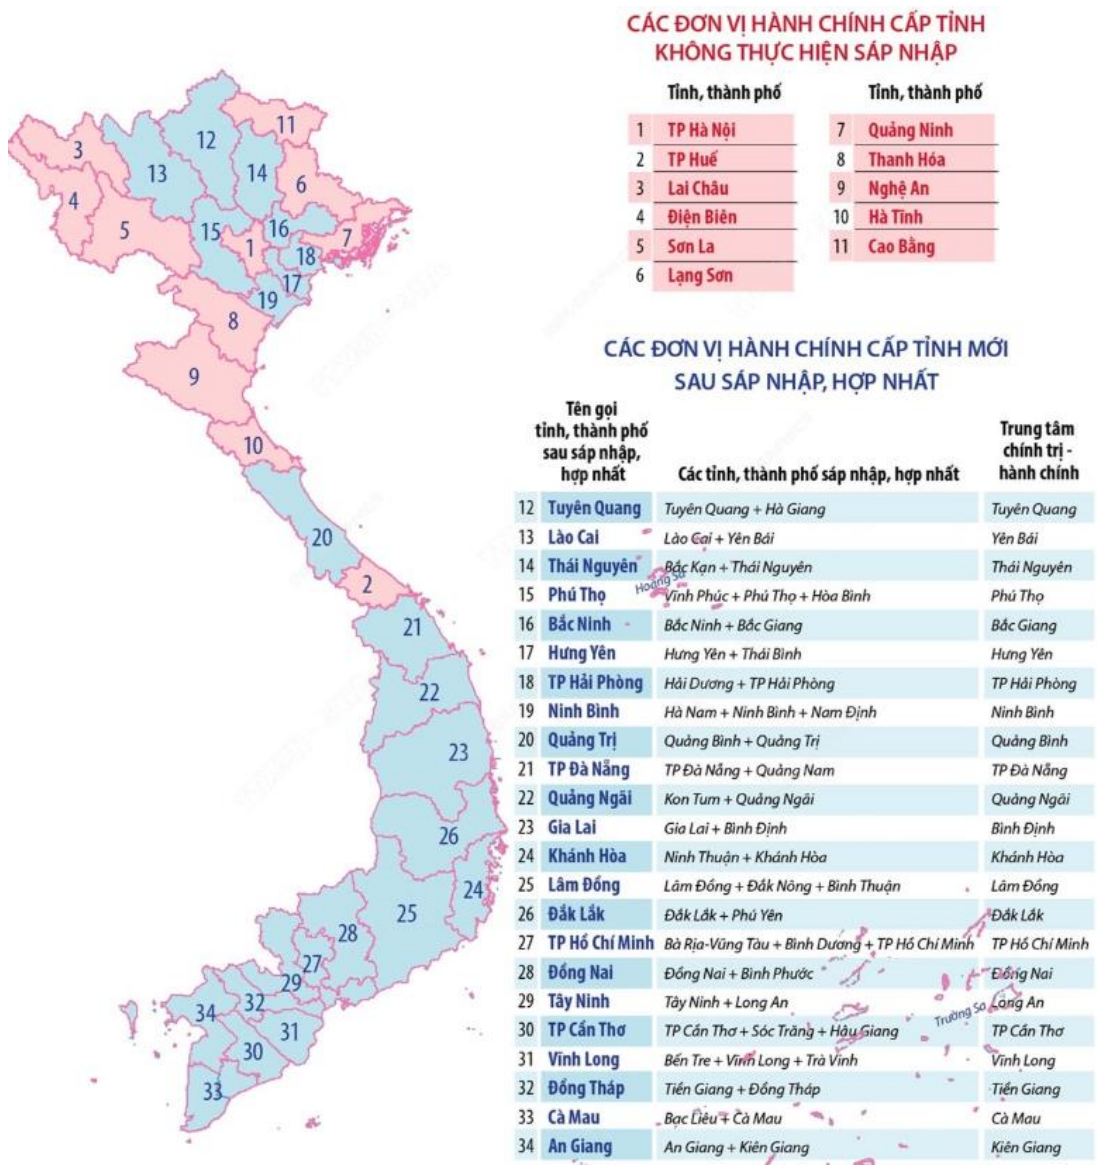 CÁC ĐƠN VỊ HÀNH CHÍNH CẤP TỈNH
KHÔNG THỰC HIỆN SÁP NHẬP
Tỉnh, thành phố
1 TP Hà Nội
2 TP Huế
3 Lai Châu
4 Điện Biên
5 Sơn La
6 Lạng Sơn
Tỉnh, thành phố
7 Quảng Ninh
8 Thanh Hóa
9 Nghệ An
10 Hà Tĩnh
11 Cao Bằng
CÁC ĐƠN VỊ HÀNH CHÍNH CẤP TỈNH MỚI
SAU SÁP NHẬP, HỢP NHẤT
Tên gọi
tỉnh, thành phố
sau sáp nhập,
hợp nhất
Các tỉnh, thành phố sáp nhập, hợp nhất
Trung tâm
chính trị -
hành chính
12 Tuyên Quang Tuyên Quang + Hà Giang Tuyên Quang
13 Lào Cai Lào Cai + Yên Bái Yên Bái
14 Thái Nguyên Bắc Kạn + Thái Nguyên Thái Nguyên
15 Phú Thọ Vĩnh Phúc + Phú Thọ + Hòa Bình Phú Thọ
16 Bắc Ninh Bắc Ninh + Bắc Giang Bắc Giang
17 Hưng Yên Hưng Yên + Thái Bình Hưng Yên
18 TP Hải Phòng Hải Dương + TP Hải Phòng TP Hải Phòng
19 Ninh Bình Hà Nam + Ninh Bình + Nam Định Ninh Bình
20 Quảng Trị Quảng Bình + Quảng Trị Quảng Bình
21 TP Đà Nẵng TP Đà Nẵng + Quảng Nam TP Đà Nẵng
22 Quảng Ngãi Kon Tum + Quảng Ngãi Quảng Ngãi
23 Gia Lai Gia Lai + Bình Định Bình Định
24 Khánh Hòa Ninh Thuận + Khánh Hòa Khánh Hòa
25 Lâm Đồng Lâm Đồng + Đắk Nông + Bình Thuận Lâm Đồng
26 Đắk Lắk Đắk Lắk + Phú Yên Đắk Lắk
27 TP Hồ Chí Minh Bà Rịa-Vũng Tàu + Bình Dương + TP Hồ Chí Minh TP Hồ Chí Minh
28 Đồng Nai Đồng Nai + Bình Phước Đồng Nai
29 Tây Ninh Tây Ninh + Long An Long An
30 TP Cần Thơ TP Cần Thơ + Sóc Trăng + Hậu Giang TP Cần Thơ
31 Vĩnh Long Bến Tre + Vĩnh Long + Trà Vinh Vĩnh Long
32 Đồng Tháp Tiền Giang + Đồng Tháp Tiền Giang
33 Cà Mau Bạc Liêu + Cà Mau Cà Mau
34 An Giang An Giang + Kiên Giang Kiên Giang
Hoàng Sa
Trường Sa
11
12
3
14
13
6
4
5
15
16
7
1
18
17
19
8
9
10
20
2
21
22
23
26
24
25
28
27
29
32
34
31
30
33